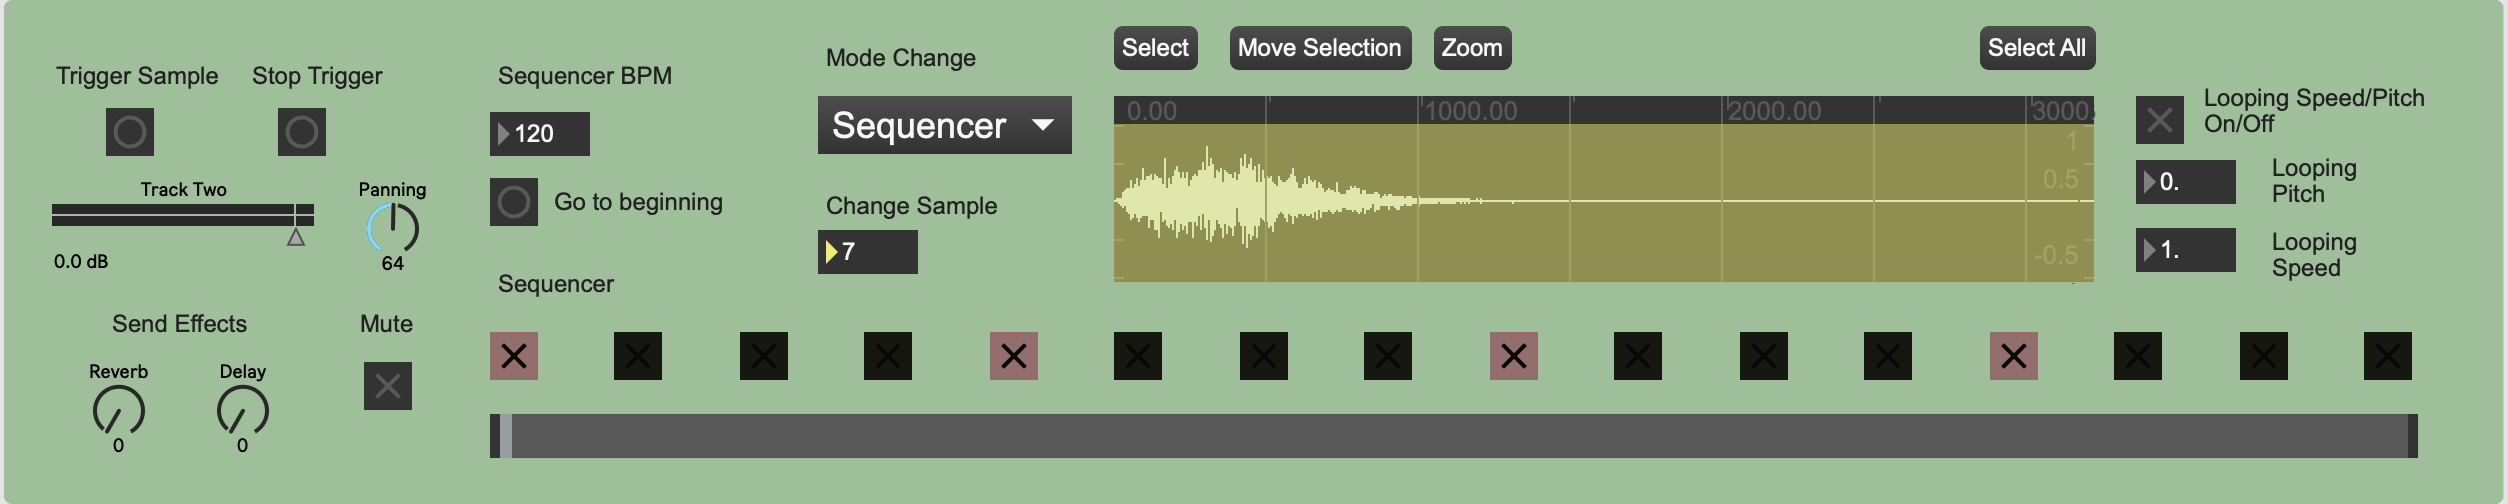 Select
Move Selection
Zoom
Select All
Mode Change
Trigger Sample
Stop Trigger
Sequencer BPM
Sequencer
0.00
1000.00
2000.00
3000.
Looping Speed/Pitch
On/Off
120
1
0.5
-0.5
0.
Looping
Pitch
Track Two
Panning
Go to beginning
Change Sample
7
1.
Looping
Speed
0.0 dB
64
Sequencer
Send Effects
Mute
Reverb
Delay
0
0